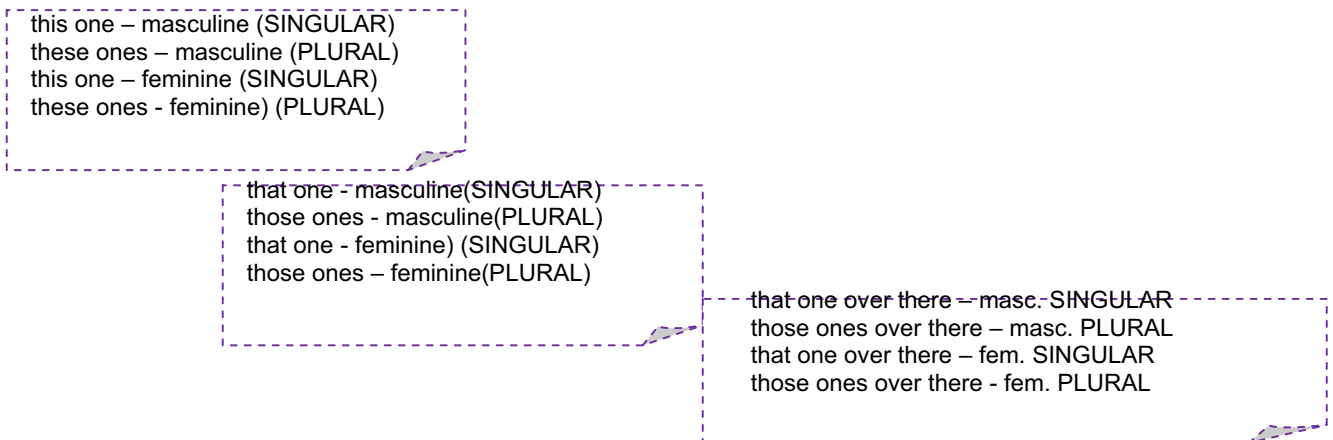 this one – masculine (SINGULAR)
these ones – masculine (PLURAL)
this one – feminine (SINGULAR)
these ones - feminine) (PLURAL)
that one - masculine(SINGULAR)
those ones - masculine(PLURAL)
that one - feminine) (SINGULAR)
those ones – feminine(PLURAL)
that one over there – masc. SINGULAR
those ones over there – masc. PLURAL
that one over there – fem. SINGULAR
those ones over there - fem. PLURAL